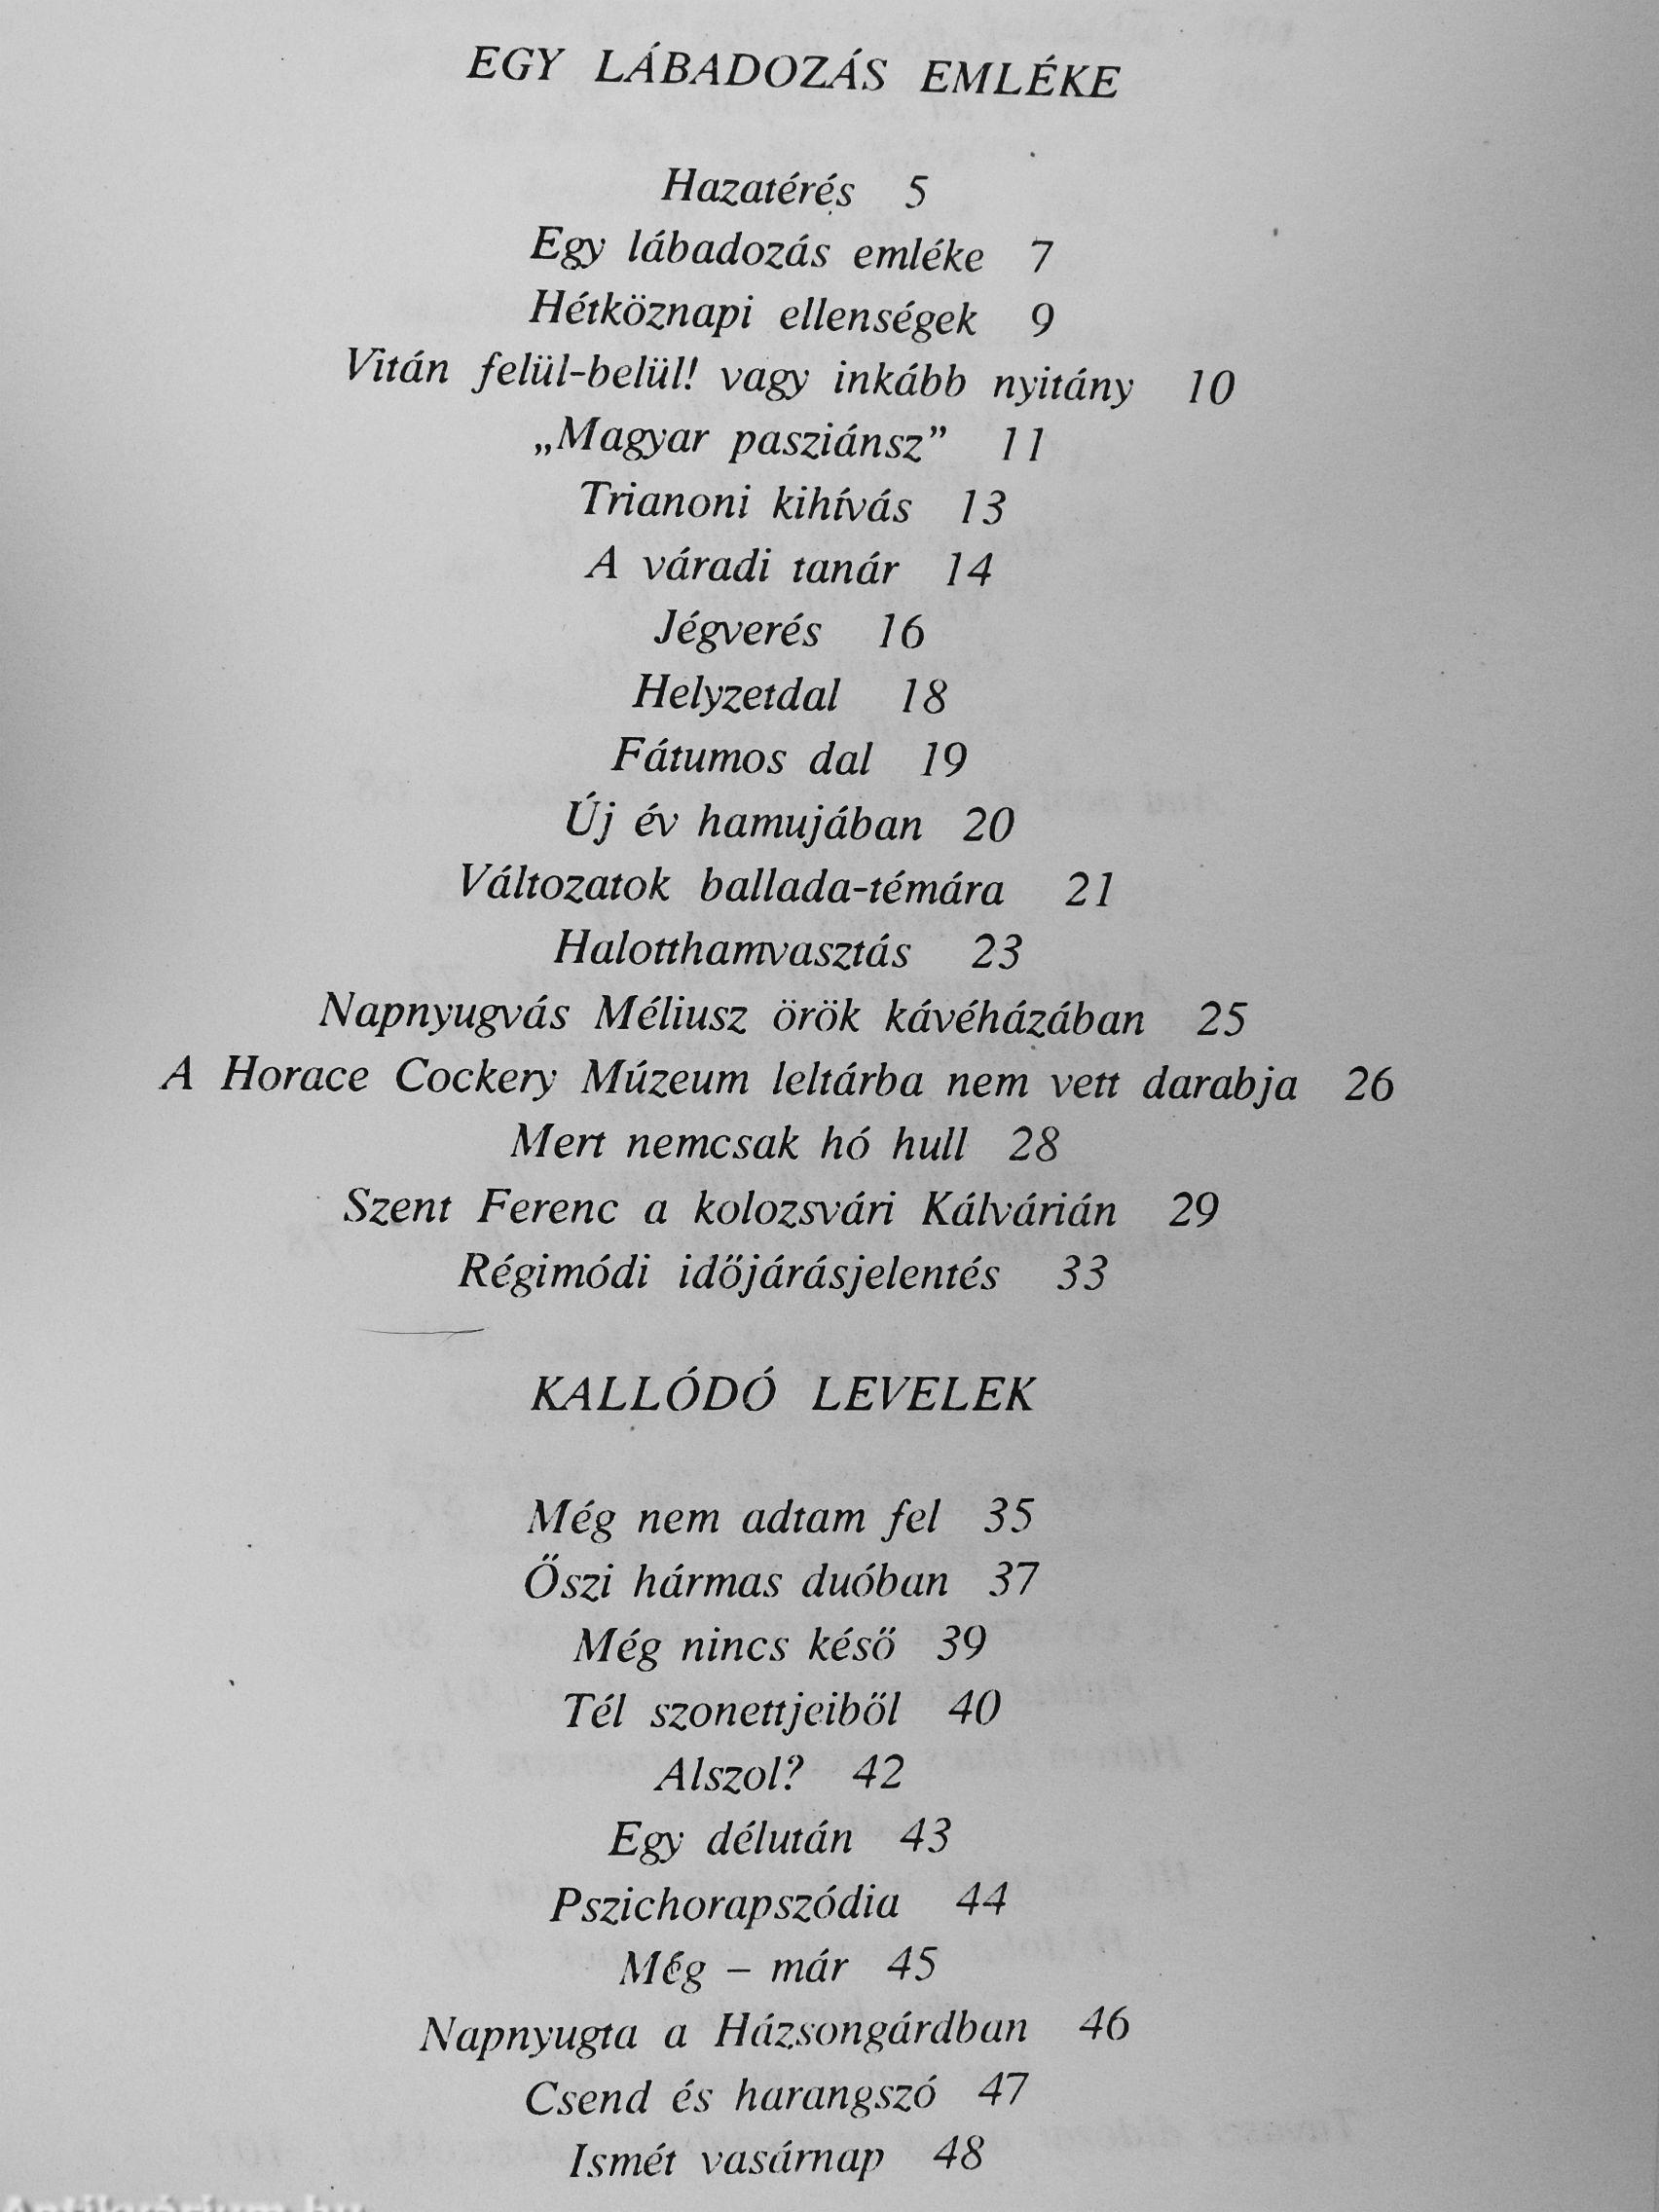 EGY LÁBADOZÁS EMLÉKE
Hazatérés 5
Egy lábadozás emléke 7
Hétköznapi ellenségek 9
Vitán felül-belül! vagy inkább nyitány 10
„Magyar pasziánsz” 11
Trianoni kihívás 13
A váradi tanár 14
Jégverés 16
Helyzetdal 18
Fátumos dal 19
Új év hamujában 20
Változatok ballada-témára 21
Halotthamvasztás 23
Napnyugvás Méliusz örök kávéházában 25
A Horace Cockery Múzeum leltárba nem vett darabja 26
Mert nemcsak hó hull 28
Szent Ferenc a kolozsvári Kálvárián 29
Régimódi időjárásjelentés 33
KALLÓDÓ LEVELEK
Még nem adtam fel 35
Őszi hármas duóban 37
Még nincs késő 39
Tél szonettjeiből 40
Alszol? 42
Egy délután 43
Pszichorapszódia 44
Még – már 45
Napnyugta a Házsongárdban 46
Csend és harangszó 47
Ismét vasárnap 48